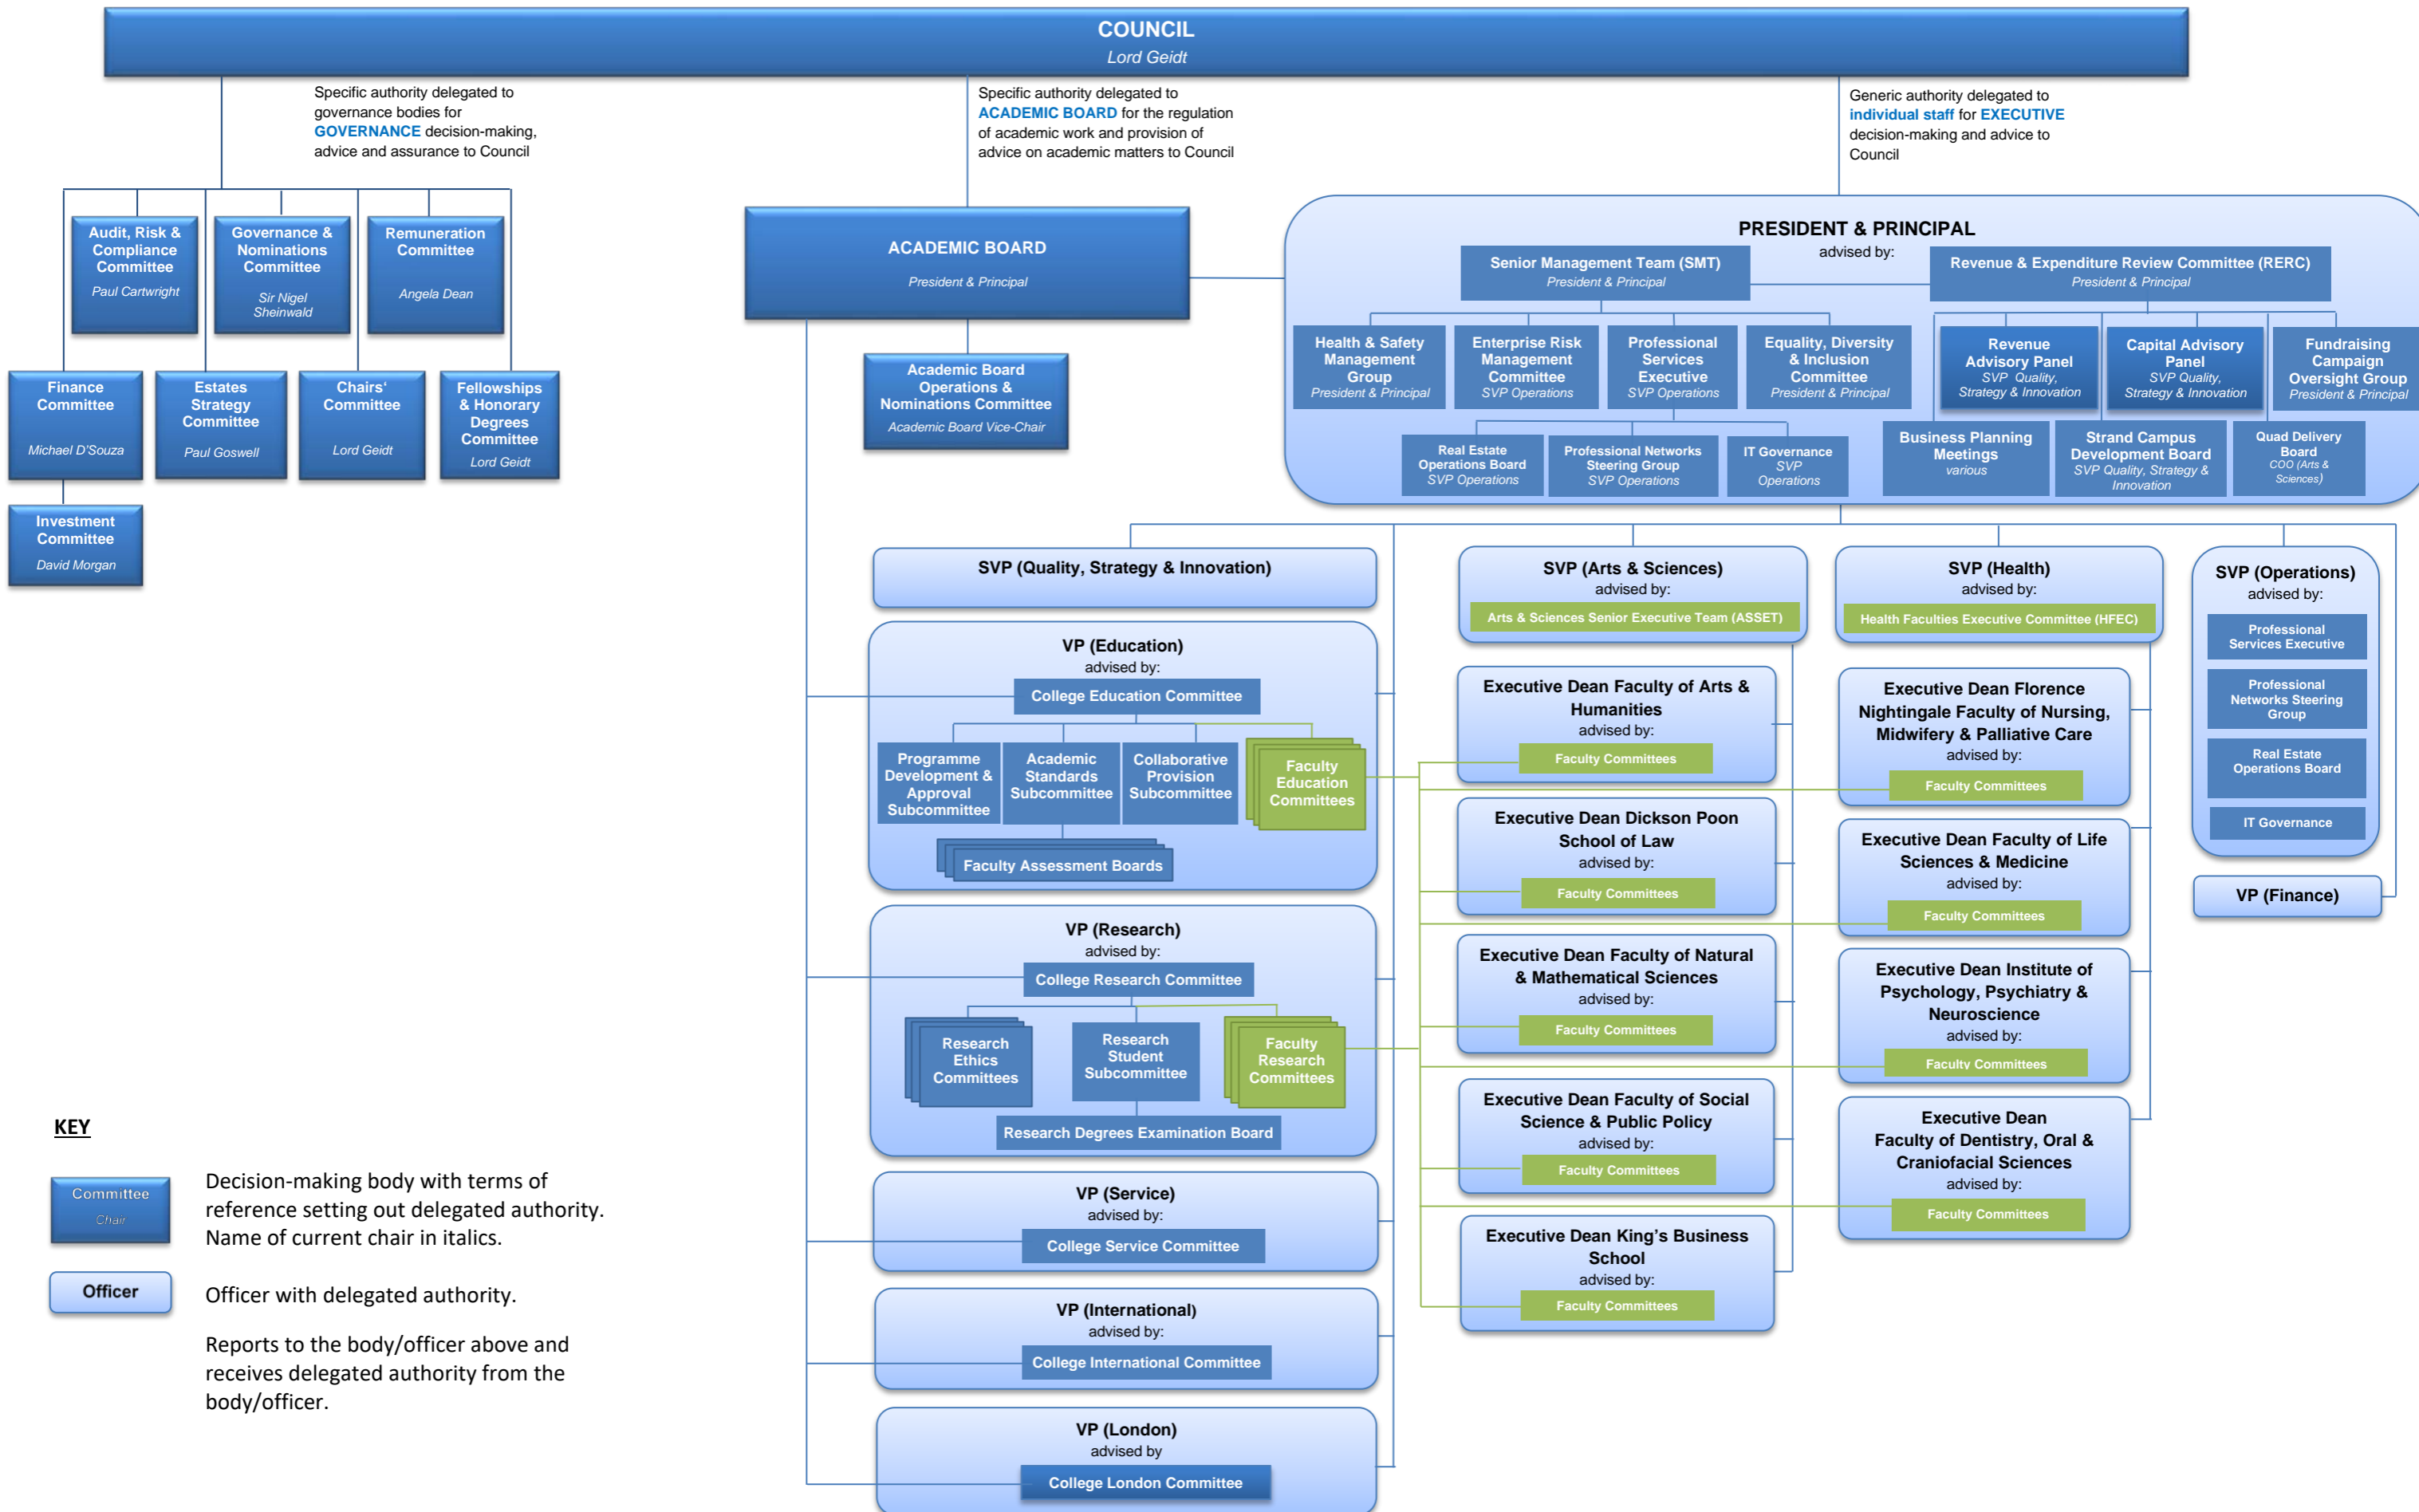 COUNCIL
Lord Geidt
Specific authority delegated to
governance bodies for
GOVERNANCE decision-making,
advice and assurance to Council
Specific authority delegated to
ACADEMIC BOARD for the regulation
of academic work and provision of
advice on academic matters to Council
Generic authority delegated to
individual staff for EXECUTIVE
decision-making and advice to
Council
Audit, Risk &
Compliance
Committee
Paul Cartwright
Governance &
Nominations
Committee
Sir Nigel
Sheinwald
Remuneration
Committee
Angela Dean
Finance
Committee
Michael D'Souza
Estates
Strategy
Committee
Paul Goswell
Chairs‘
Committee
Lord Geidt
Fellowships
& Honorary
Degrees
Committee
Lord Geidt
Investment
Committee
David Morgan
ACADEMIC BOARD
President & Principal
Academic Board
Operations &
Nominations Committee
Academic Board Vice-Chair
PRESIDENT & PRINCIPAL
advised by:
Senior Management Team (SMT)
President & Principal
Revenue & Expenditure Review Committee (RERC)
President & Principal
Health & Safety
Management
Group
President & Principal
Enterprise Risk
Management
Committee
SVP Operations
Professional
Services
Executive
SVP Operations
Equality, Diversity
& Inclusion
Committee
President & Principal
Revenue
Advisory Panel
SVP Quality,
Strategy & Innovation
Capital Advisory
Panel
SVP Quality,
Strategy & Innovation
Fundraising
Campaign
Oversight Group
President & Principal
Real Estate
Operations Board
SVP Operations
Professional Networks
Steering Group
SVP Operations
IT Governance
SVP
Operations
Business Planning
Meetings
various
Strand Campus
Development Board
SVP Quality, Strategy &
Innovation
Quad Delivery
Board
COO (Arts &
Sciences)
SVP (Quality, Strategy & Innovation)
VP (Education)
advised by:
College Education Committee
Programme
Development &
Approval
Subcommittee
Academic
Standards
Subcommittee
Collaborative
Provision
Subcommittee
Faculty
Education
Committees
Faculty Assessment Boards
VP (Research)
advised by:
College Research Committee
Research
Ethics
Committees
Research
Student
Subcommittee
Faculty
Research
Committees
Research Degrees Examination Board
VP (Service)
advised by:
College Service Committee
VP (International)
advised by:
College International Committee
VP (London)
advised by
College London Committee
SVP (Arts & Sciences)
advised by:
Arts & Sciences Senior Executive Team (ASSET)
Executive Dean Faculty of Arts &
Humanities
advised by:
Faculty Committees
Executive Dean Dickson Poon
School of Law
advised by:
Faculty Committees
Executive Dean Faculty of Natural
& Mathematical Sciences
advised by:
Faculty Committees
Executive Dean Faculty of Social
Science & Public Policy
advised by:
Faculty Committees
Executive Dean King’s Business
School
advised by:
Faculty Committees
SVP (Health)
advised by:
Health Faculties Executive Committee (HFEC)
Executive Dean Florence
Nightingale Faculty of Nursing,
Midwifery & Palliative Care
advised by:
Faculty Committees
Executive Dean Faculty of Life
Sciences & Medicine
advised by:
Faculty Committees
Executive Dean Institute of
Psychology, Psychiatry &
Neuroscience
advised by:
Faculty Committees
Executive Dean
Faculty of Dentistry, Oral &
Craniofacial Sciences
advised by:
Faculty Committees
SVP (Operations)
advised by:
Professional
Services Executive
Professional
Networks Steering
Group
Real Estate
Operations Board
IT Governance
VP (Finance)
KEY
Committee
Chair
Decision-making body with terms of
reference setting out delegated authority.
Name of current chair in italics.
Officer
Officer with delegated authority.
Reports to the body/officer above and
receives delegated authority from the
body/officer.